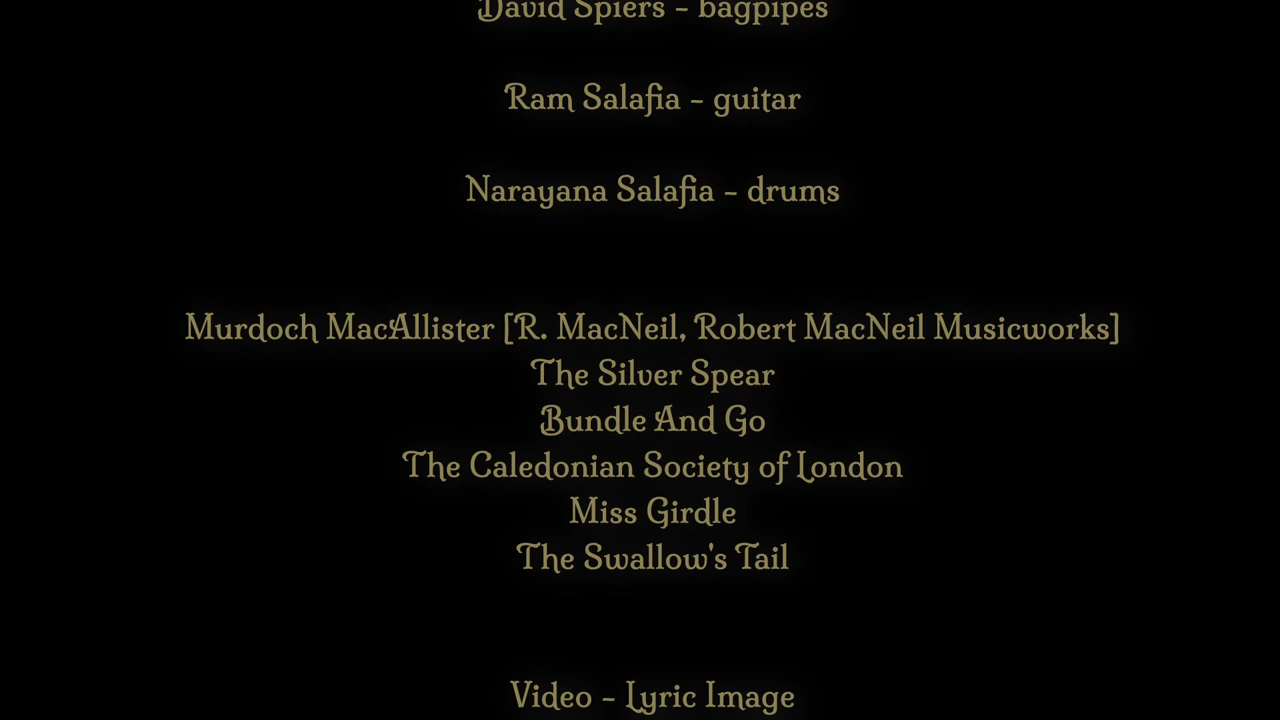 David Spiers - bagpipes
Ram Salafia - guitar
Narayana Salafia - drums
Murdoch MacAllister [R. MacNeil, Robert MacNeil Musicworks]
The Silver Spear
Bundle And Go
The Caledonian Society of London
Miss Girdle
The Swallow's Tail
Video - Lyric Image